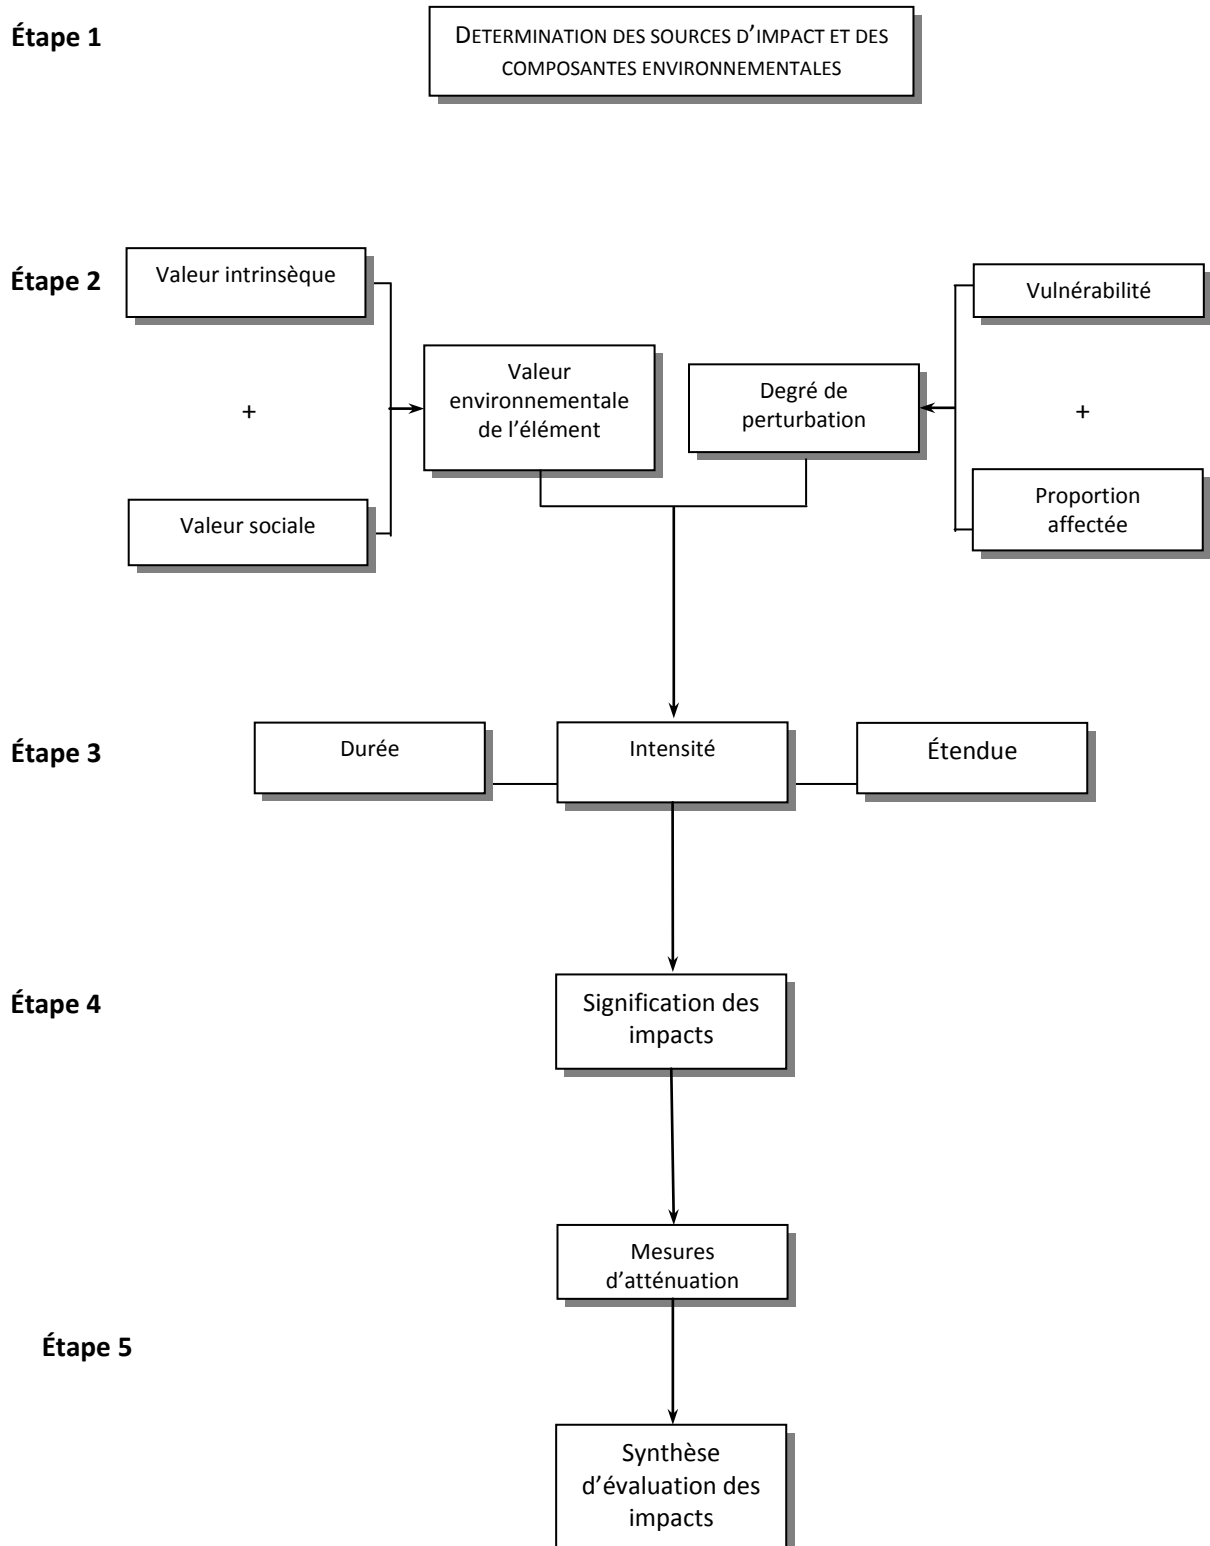 Étape 1
DETERMINATION DES SOURCES D'IMPACT ET DES
COMPOSANTES ENVIRONNEMENTALES
Étape 2
Valeur intrinsèque
+
Valeur sociale
Valeur
environnementale
de l'élément
Degré de
perturbation
Vulnérabilité
+
Proportion
affectée
Étape 3
Durée
Intensité
Étendue
Étape 4
Signification des
impacts
Mesures
d'atténuation
Étape 5
Synthèse
d'évaluation des
impacts